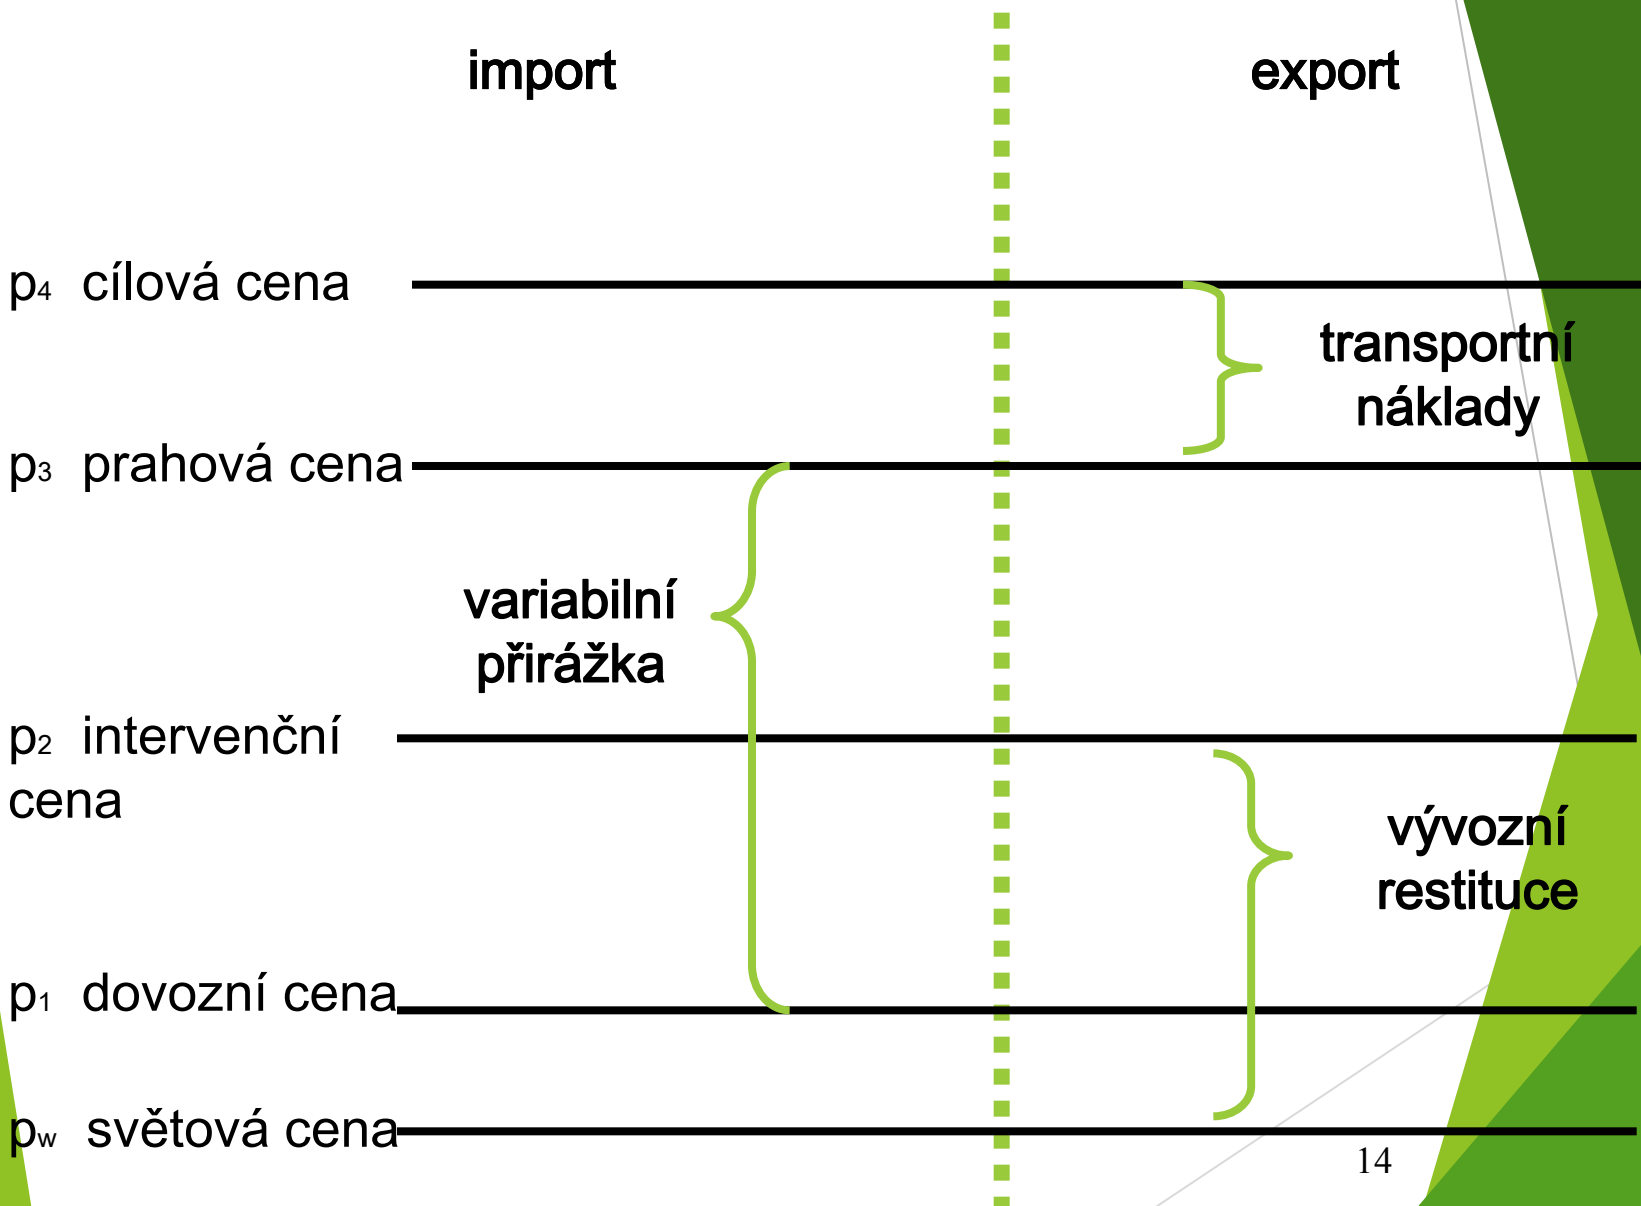 import
export
p4 cílová cena
transportní
náklady
p3 prahová cena
variabilní
přirážka
p2 intervenční
cena
vývozní
restituce
p1 dovozní cena
pw světová cena
14